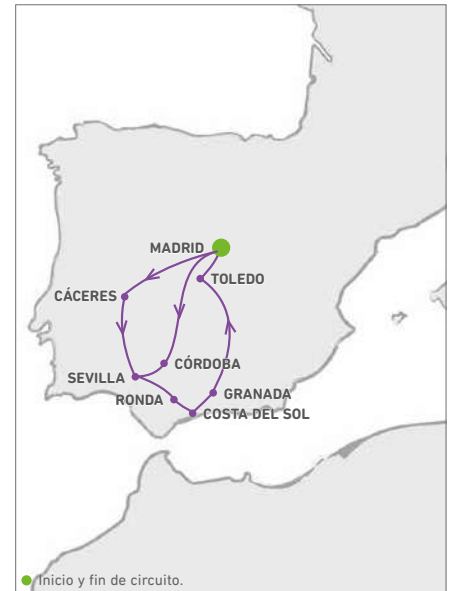 MADRID
TOLEDO
CÁCERES
CÓRDOBA
SEVILLA
GRANADA
RONDA
COSTA DEL SOL
Inicio y fin de circuito.